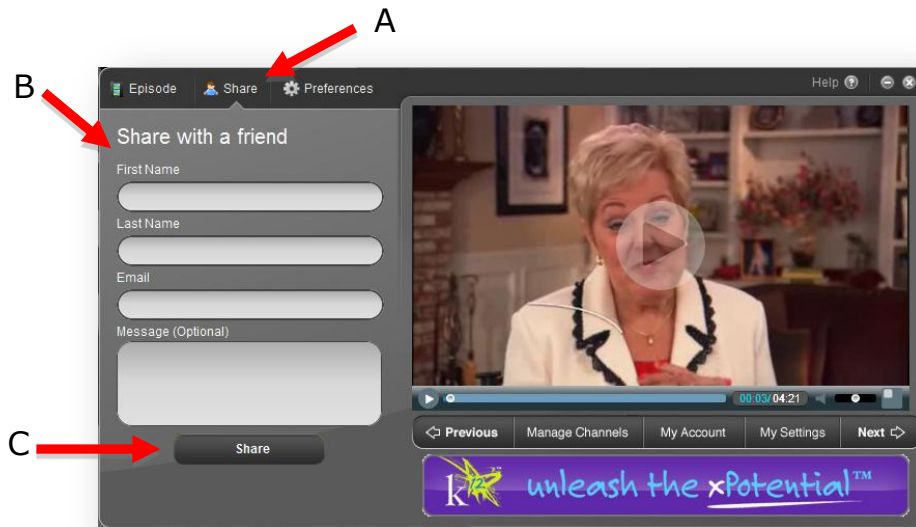 A
B
C
Episode
Share
Preferences
Help
Share with a friend
First Name
Last Name
Email
Message (Optional)
Share
00:03/04:21
Previous
Manage Channels
My Account
My Settings
Next
k12 unleash the xPotential™